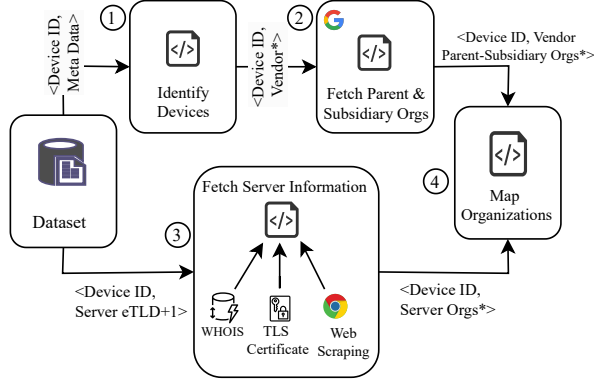 1
<Device ID,
Meta Data>
Identify
Devices
<Device ID,
Vendor*>
2
Fetch Parent &
Subsidiary Orgs
<Device ID, Vendor
Parent-Subsidiary Orgs*>
Dataset
<Device ID,
Server eTLD+1>
3
Fetch Server Information
WHOIS
TLS
Certificate
Web
Scraping
<Device ID,
Server Orgs*>
4
Map
Organizations